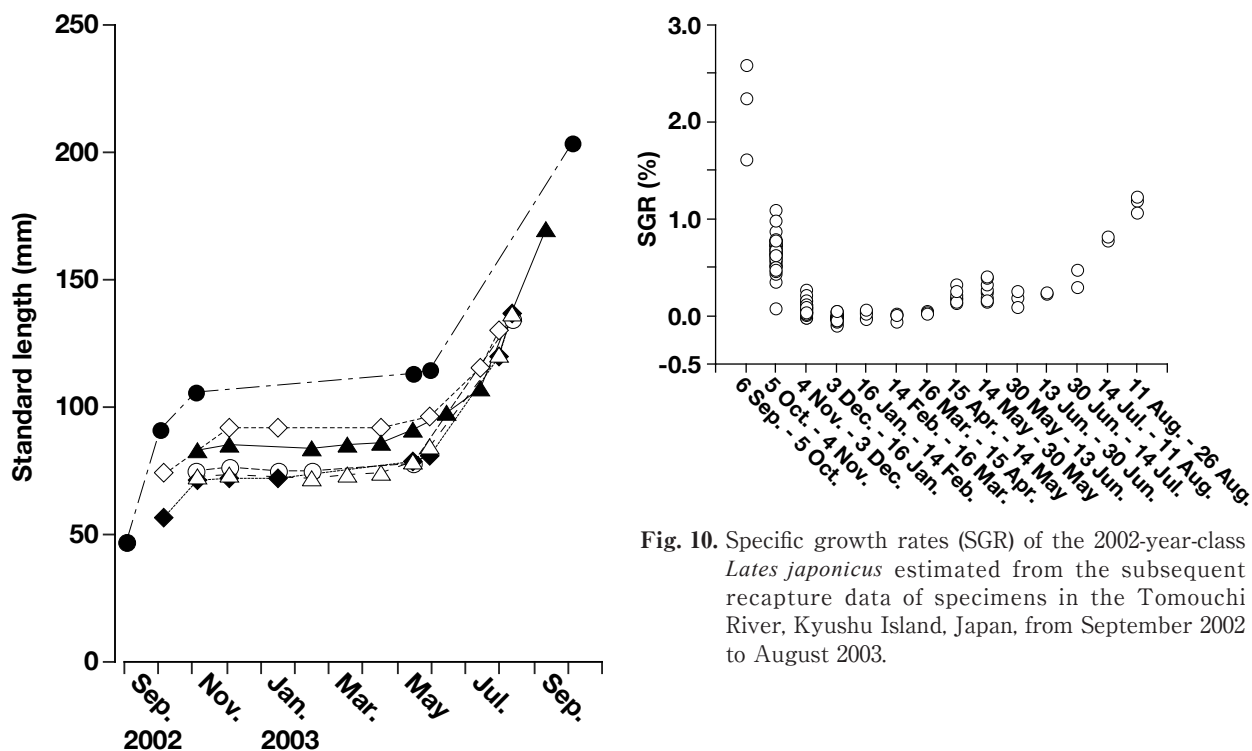 250
200
150
100
50
0
Standard length (mm)
Sep.
Nov.
Jan.
Mar.
May
Jul.
Sep.
2002
2003
3.0
2.0
1.0
0.0
-0.5
SGR (%)
6 Sep. - 5 Oct.
5 Oct. - 4 Nov.
4 Nov. - 3 Dec.
3 Dec. - 16 Jan.
16 Jan. - 14 Feb.
14 Feb. - 16 Mar.
16 Mar. - 15 Apr.
15 Apr. - 14 May
14 May - 30 May
30 May - 13 Jun.
13 Jun. - 30 Jun.
30 Jun. - 14 Jul.
14 Jul. - 11 Aug.
11 Aug. - 26 Aug.
Fig. 10. Specific growth rates (SGR) of the 2002-year-class
Lates japonicus estimated from the subsequent
recapture data of specimens in the Tomouchi
River, Kyushu Island, Japan, from September 2002
to August 2003.